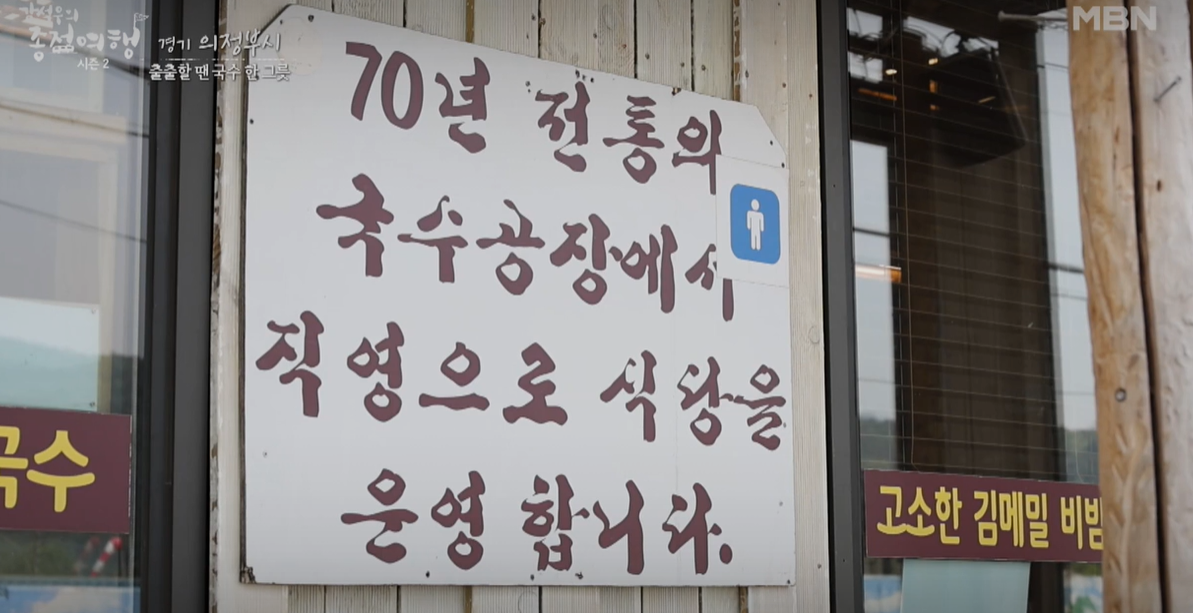 종점여행
시즌 2
경기 의정부시
출출할 땐 국수 한 그릇
MBN
70년 전통의
국수공장에서
직영으로 식당을
운영 합니다.
국수
고소한 김메밀 비빔